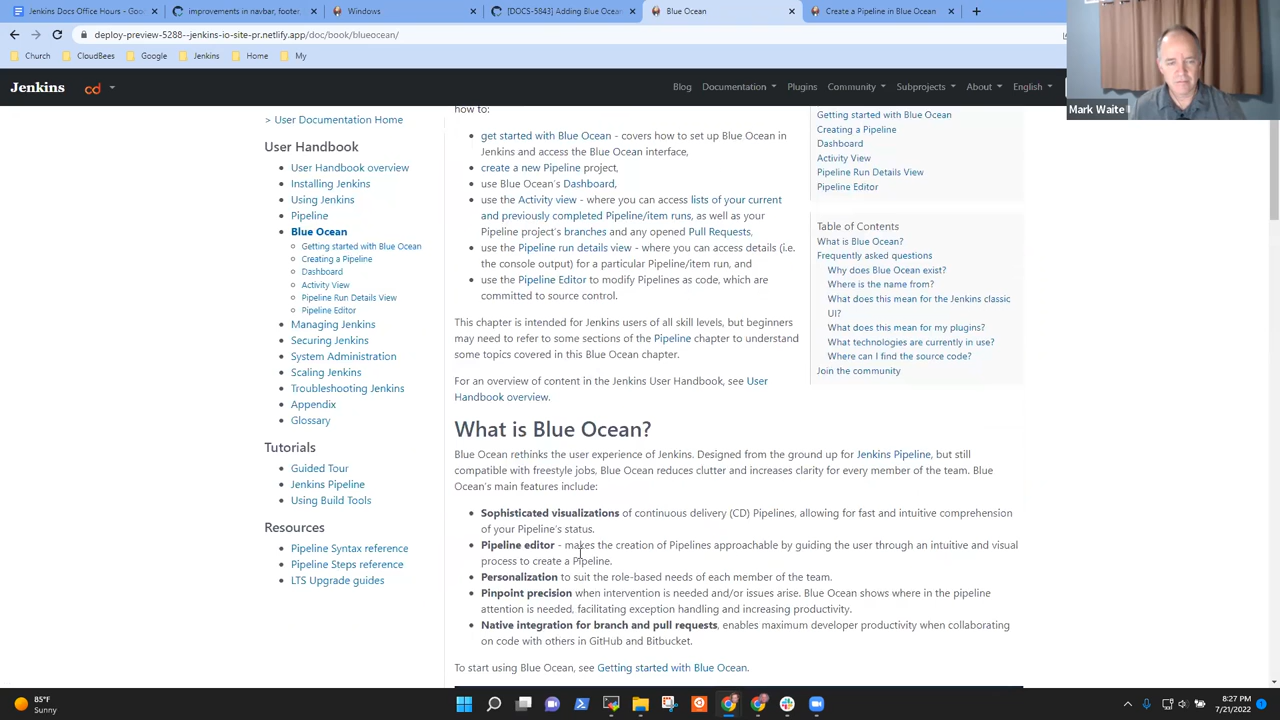 Jenkins Docs Office Hours - Go
improvements in navbar, footer,
Windows
[DOCS-5843] Adding Blue Ocean
Blue Ocean
Create a Pipeline in Blue Ocean
deploy-preview-5288--jenkins-io-site-pr.netlify.app/doc/book/blueocean/
Church
CloudBees
Google
Jenkins
Home
My
Mark Waite
Jenkins
cd
Blog
Documentation
Plugins
Community
Subprojects
About
English
> User Documentation Home
User Handbook
User Handbook overview
Installing Jenkins
Using Jenkins
Pipeline
Blue Ocean
Getting started with Blue Ocean
Creating a Pipeline
Dashboard
Activity View
Pipeline Run Details View
Pipeline Editor
Managing Jenkins
Securing Jenkins
System Administration
Scaling Jenkins
Troubleshooting Jenkins
Appendix
Glossary
Tutorials
Guided Tour
Jenkins Pipeline
Using Build Tools
Resources
Pipeline Syntax reference
Pipeline Steps reference
LTS Upgrade guides
how to:
get started with Blue Ocean - covers how to set up Blue Ocean in
Jenkins and access the Blue Ocean interface,
create a new Pipeline project,
use Blue Ocean's Dashboard,
use the Activity view - where you can access lists of your current
and previously completed Pipeline/item runs, as well as your
Pipeline project's branches and any opened Pull Requests,
use the Pipeline run details view - where you can access details (i.e.
the console output) for a particular Pipeline/item run, and
use the Pipeline Editor to modify Pipelines as code, which are
committed to source control.
This chapter is intended for Jenkins users of all skill levels, but beginners
may need to refer to some sections of the Pipeline chapter to understand
some topics covered in this Blue Ocean chapter.
For an overview of content in the Jenkins User Handbook, see User
Handbook overview.
What is Blue Ocean?
Blue Ocean rethinks the user experience of Jenkins. Designed from the ground up for Jenkins Pipeline, but still
compatible with freestyle jobs, Blue Ocean reduces clutter and increases clarity for every member of the team. Blue
Ocean's main features include:
Sophisticated visualizations of continuous delivery (CD) Pipelines, allowing for fast and intuitive comprehension
of your Pipeline's status.
Pipeline editor - makes the creation of Pipelines approachable by guiding the user through an intuitive and visual
process to create a Pipeline.
Personalization to suit the role-based needs of each member of the team.
Pinpoint precision when intervention is needed and/or issues arise. Blue Ocean shows where in the pipeline
attention is needed, facilitating exception handling and increasing productivity.
Native integration for branch and pull requests, enables maximum developer productivity when collaborating
on code with others in GitHub and Bitbucket.
To start using Blue Ocean, see Getting started with Blue Ocean.
Getting started with Blue Ocean
Creating a Pipeline
Dashboard
Activity View
Pipeline Run Details View
Pipeline Editor
Table of Contents
What is Blue Ocean?
Frequently asked questions
Why does Blue Ocean exist?
Where is the name from?
What does this mean for the Jenkins classic
UI?
What does this mean for my plugins?
What technologies are currently in use?
Where can I find the source code?
Join the community
85°F
Sunny
8:27 PM
7/21/2022